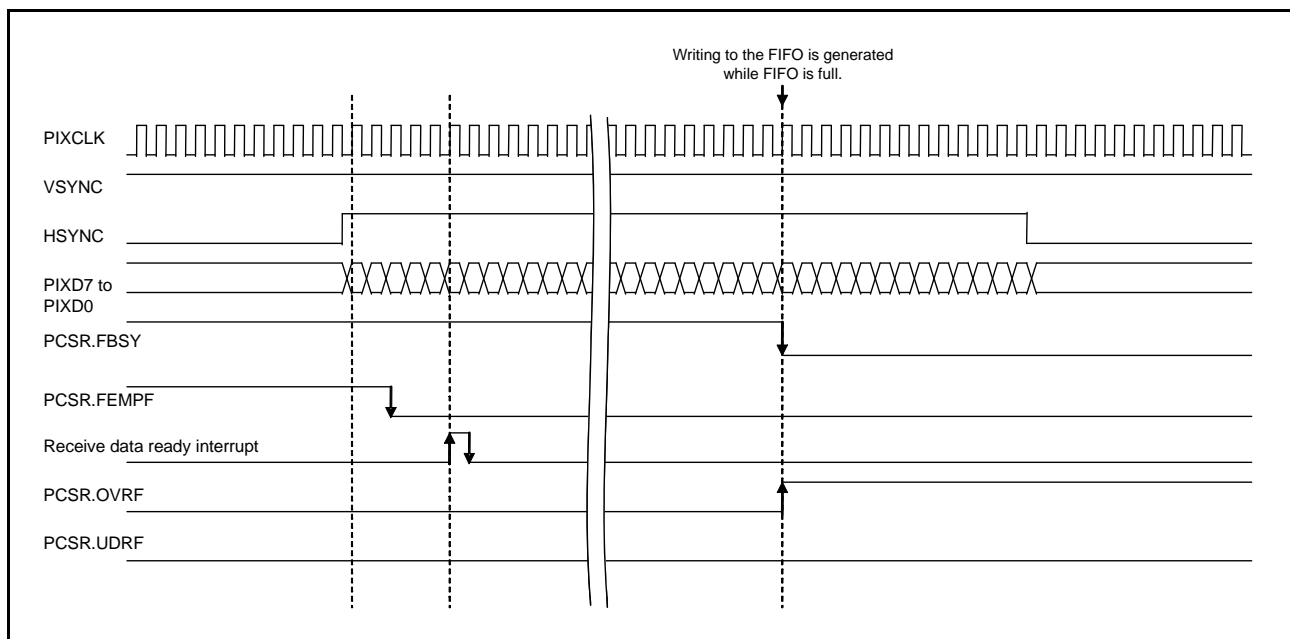 Writing to the FIFO is generated
while FIFO is full.
PIXCLK
VSYNC
HSYNC
PIXD7 to
PIXD0
PCSR.FBSY
PCSR.FEMPF
Receive data ready interrupt
PCSR.OVRF
PCSR.UDRF